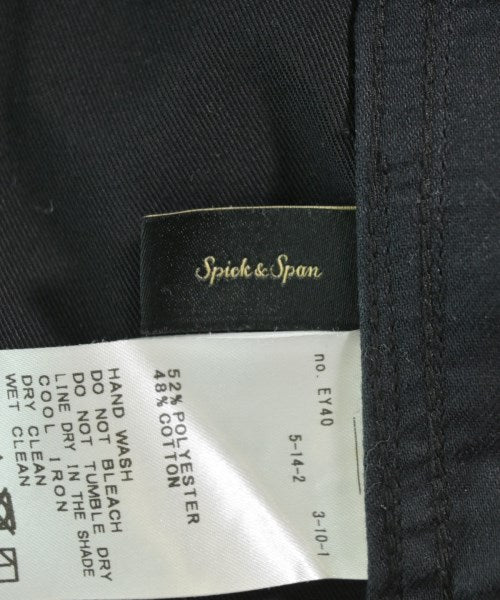 Spick & Span
no. EY40
5-14-2
3-10-1
52% POLYESTER
48% COTTON
HAND WASH
DO NOT BLEACH
DO NOT TUMBLE DRY
LINE DRY IN THE SHADE
COOL IRON
DRY CLEAN
WET CLEAN